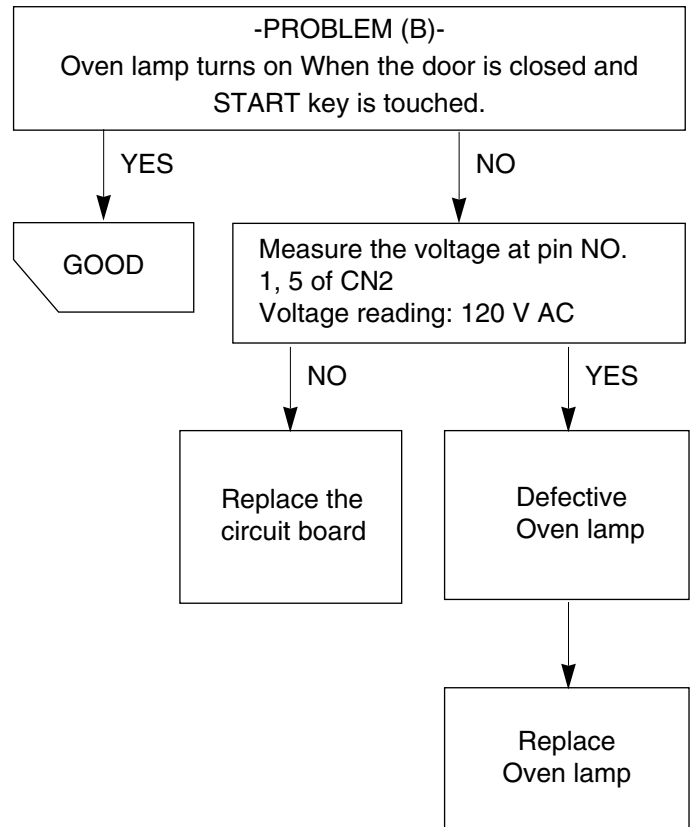 -PROBLEM (B)-
Oven lamp turns on When the door is closed and
START key is touched.
YES
NO
GOOD
Measure the voltage at pin NO.
1, 5 of CN2
Voltage reading: 120 V AC
NO
YES
Replace the
circuit board
Defective
Oven lamp
Replace
Oven lamp